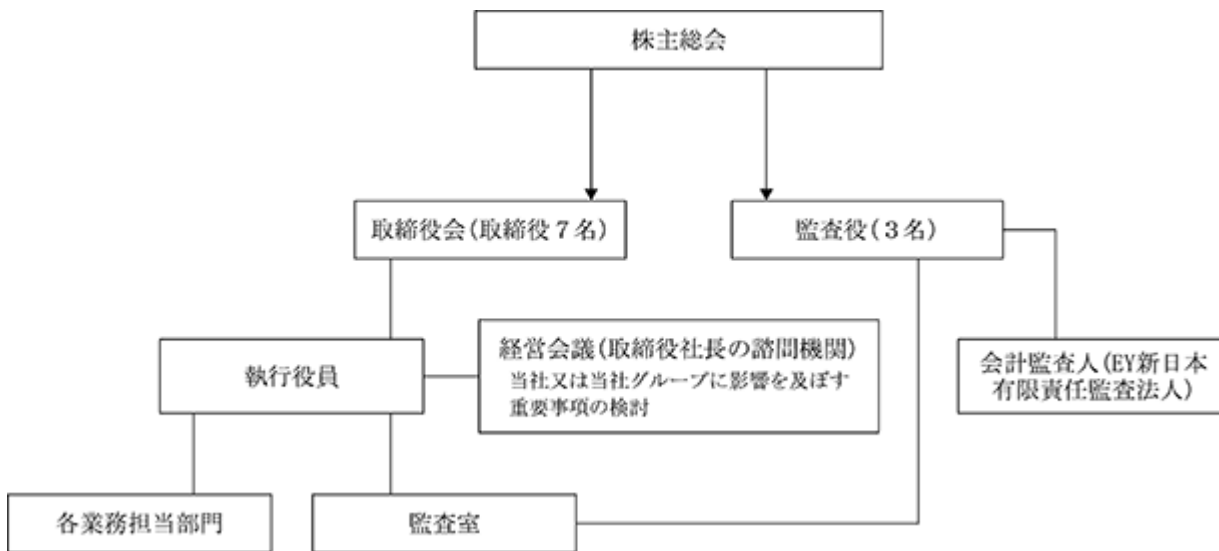 株主総会
取締役会(取締役7名)
監査役(3名)
執行役員
経営会議(取締役社長の諮問機関)
当社又は当社グループに影響を及ぼす
重要事項の検討
会計監査人(EY新日本
有限責任監査法人)
各業務担当部門
監査室